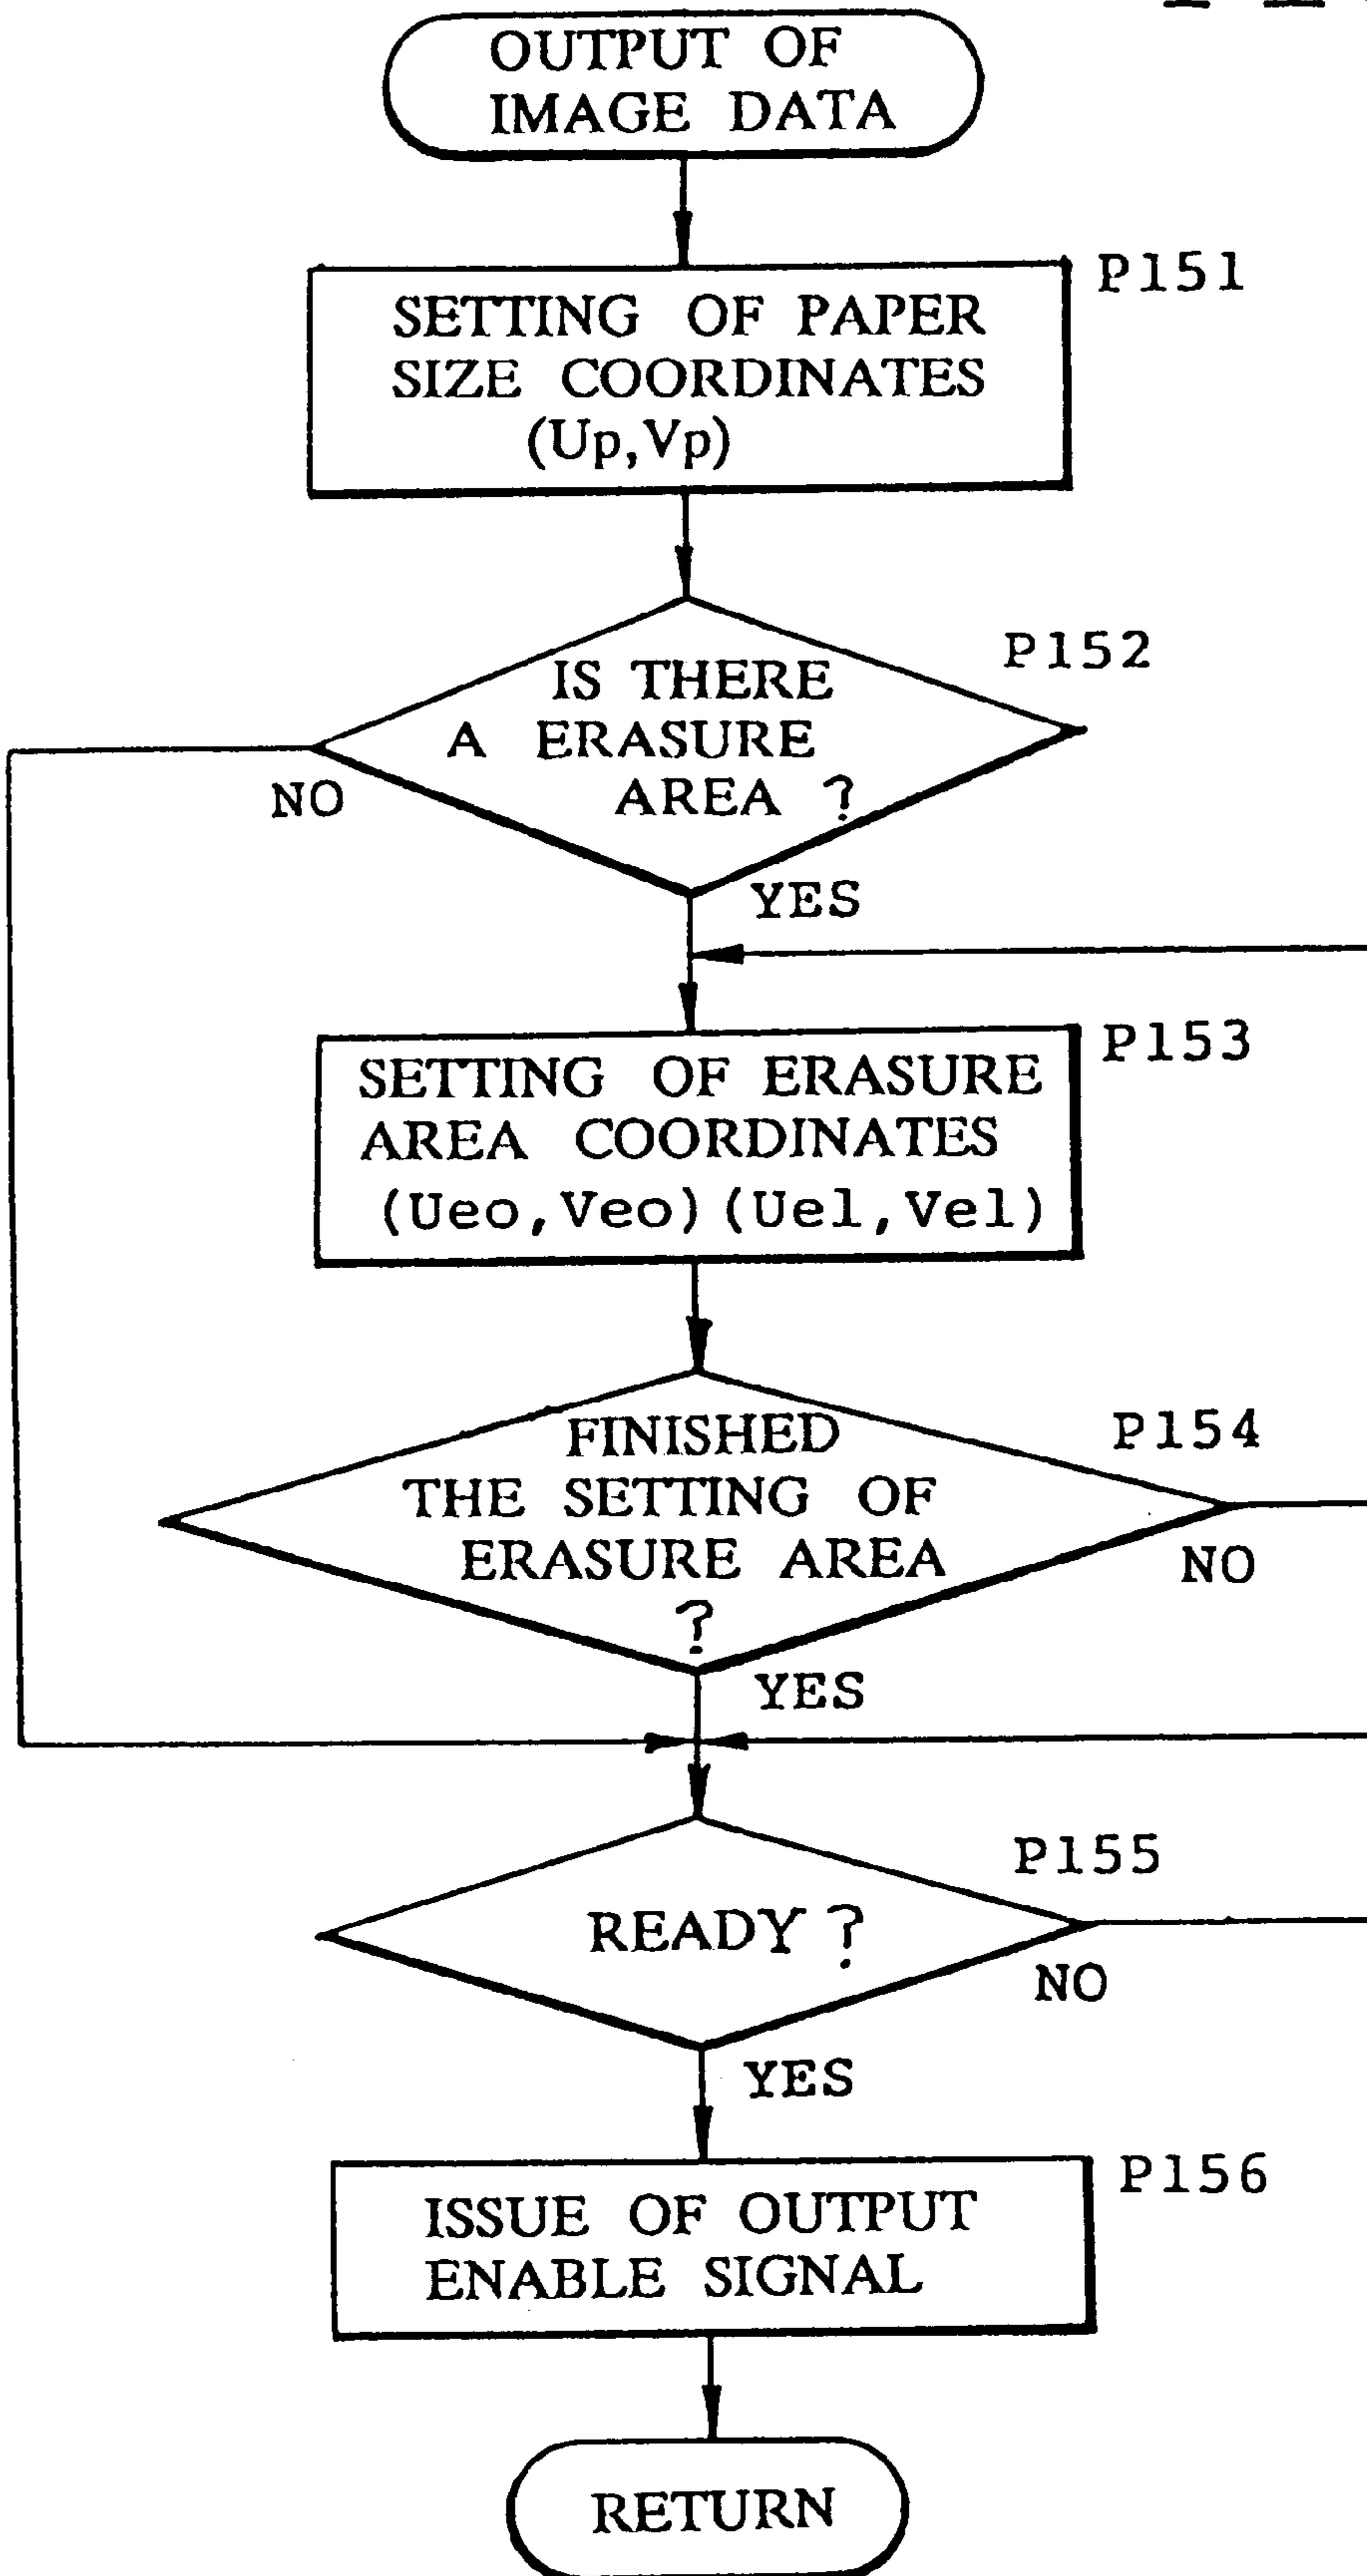 OUTPUT OF
IMAGE DATA
P151
SETTING OF PAPER
SIZE COORDINATES
(Up,Vp)
P152
IS THERE
A ERASURE
AREA ?
NO
YES
P153
SETTING OF ERASURE
AREA COORDINATES
(Ueo,Veo)(Uel,Vel)
P154
FINISHED
THE SETTING OF
ERASURE AREA
?
NO
YES
P155
READY ?
NO
YES
P156
ISSUE OF OUTPUT
ENABLE SIGNAL
RETURN